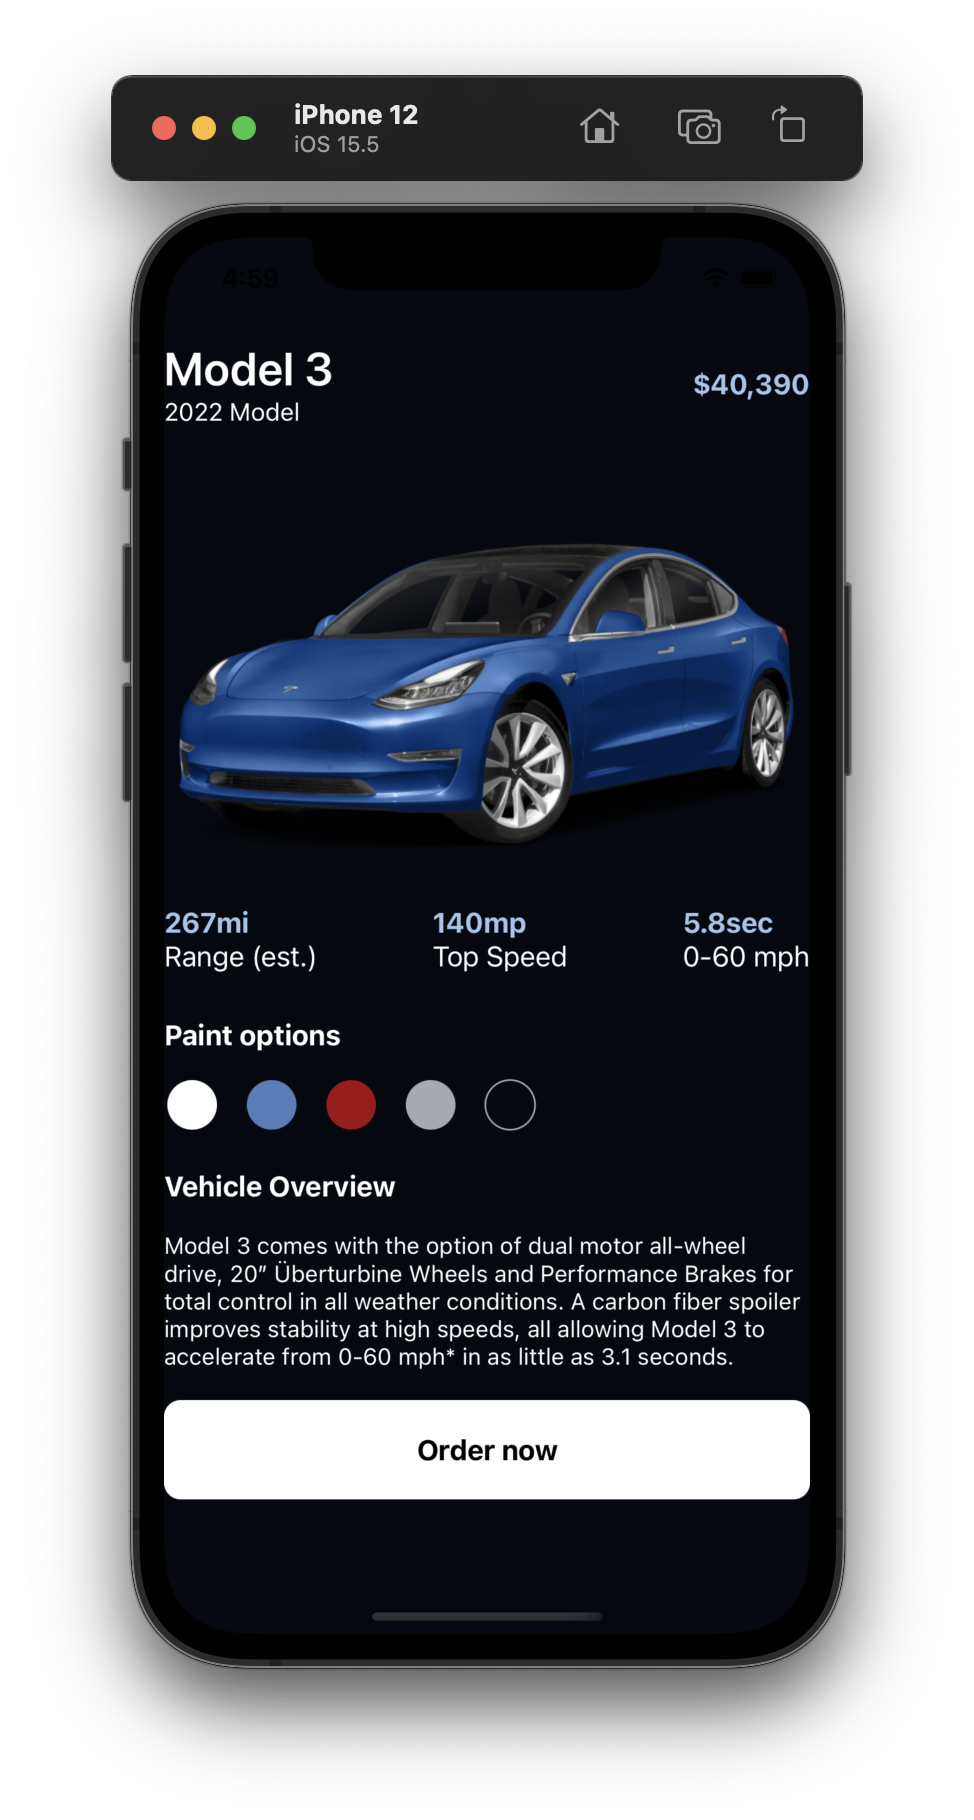 iPhone 12
iOS 15.5
4:59
Model 3
$40,390
2022 Model
267mi
140mp
5.8sec
Range (est.)
Top Speed
0-60 mph
Paint options
Vehicle Overview
Model 3 comes with the option of dual motor all-wheel
drive, 20″ Überturbine Wheels and Performance Brakes for
total control in all weather conditions. A carbon fiber spoiler
improves stability at high speeds, all allowing Model 3 to
accelerate from 0-60 mph* in as little as 3.1 seconds.
Order now